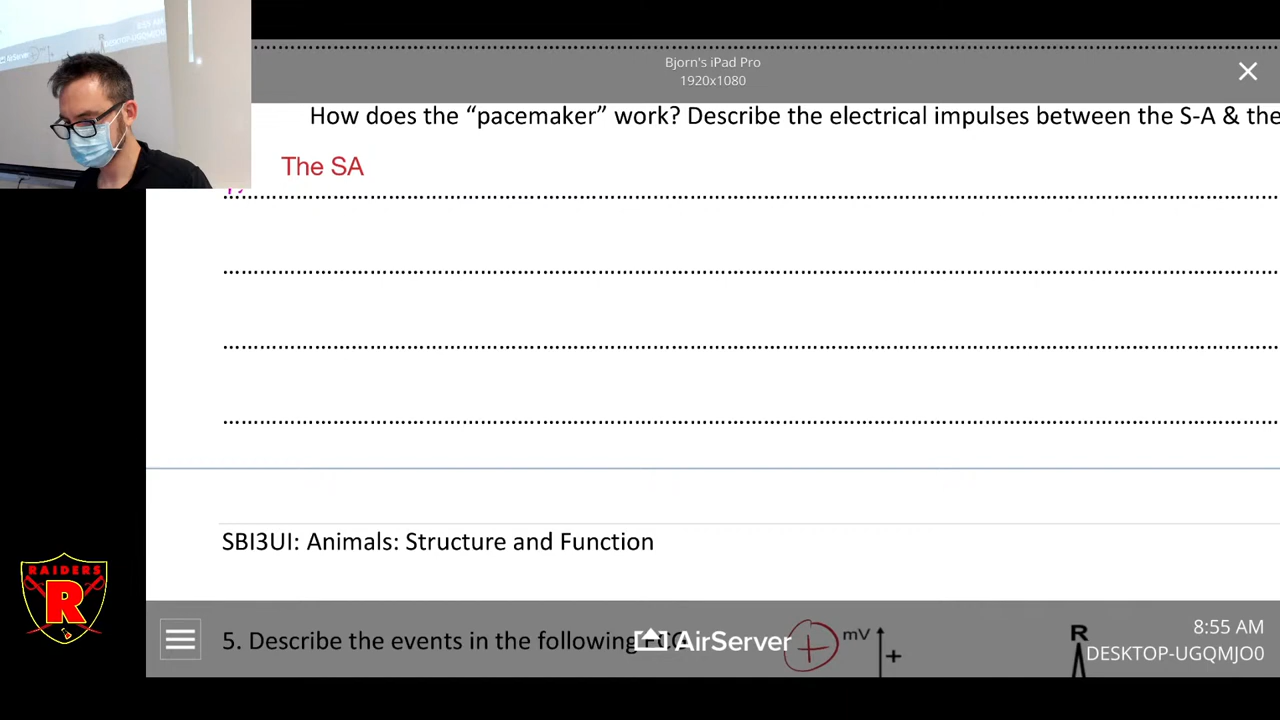 Bjorn's iPad Pro
1920x1080
How does the “pacemaker” work? Describe the electrical impulses between the S-A & the
The SA
SBI3UI: Animals: Structure and Function
5. Describe the events in the following
AirServer
mV
+
R
8:55 AM
DESKTOP-UGQMJO0
RAIDERS
R